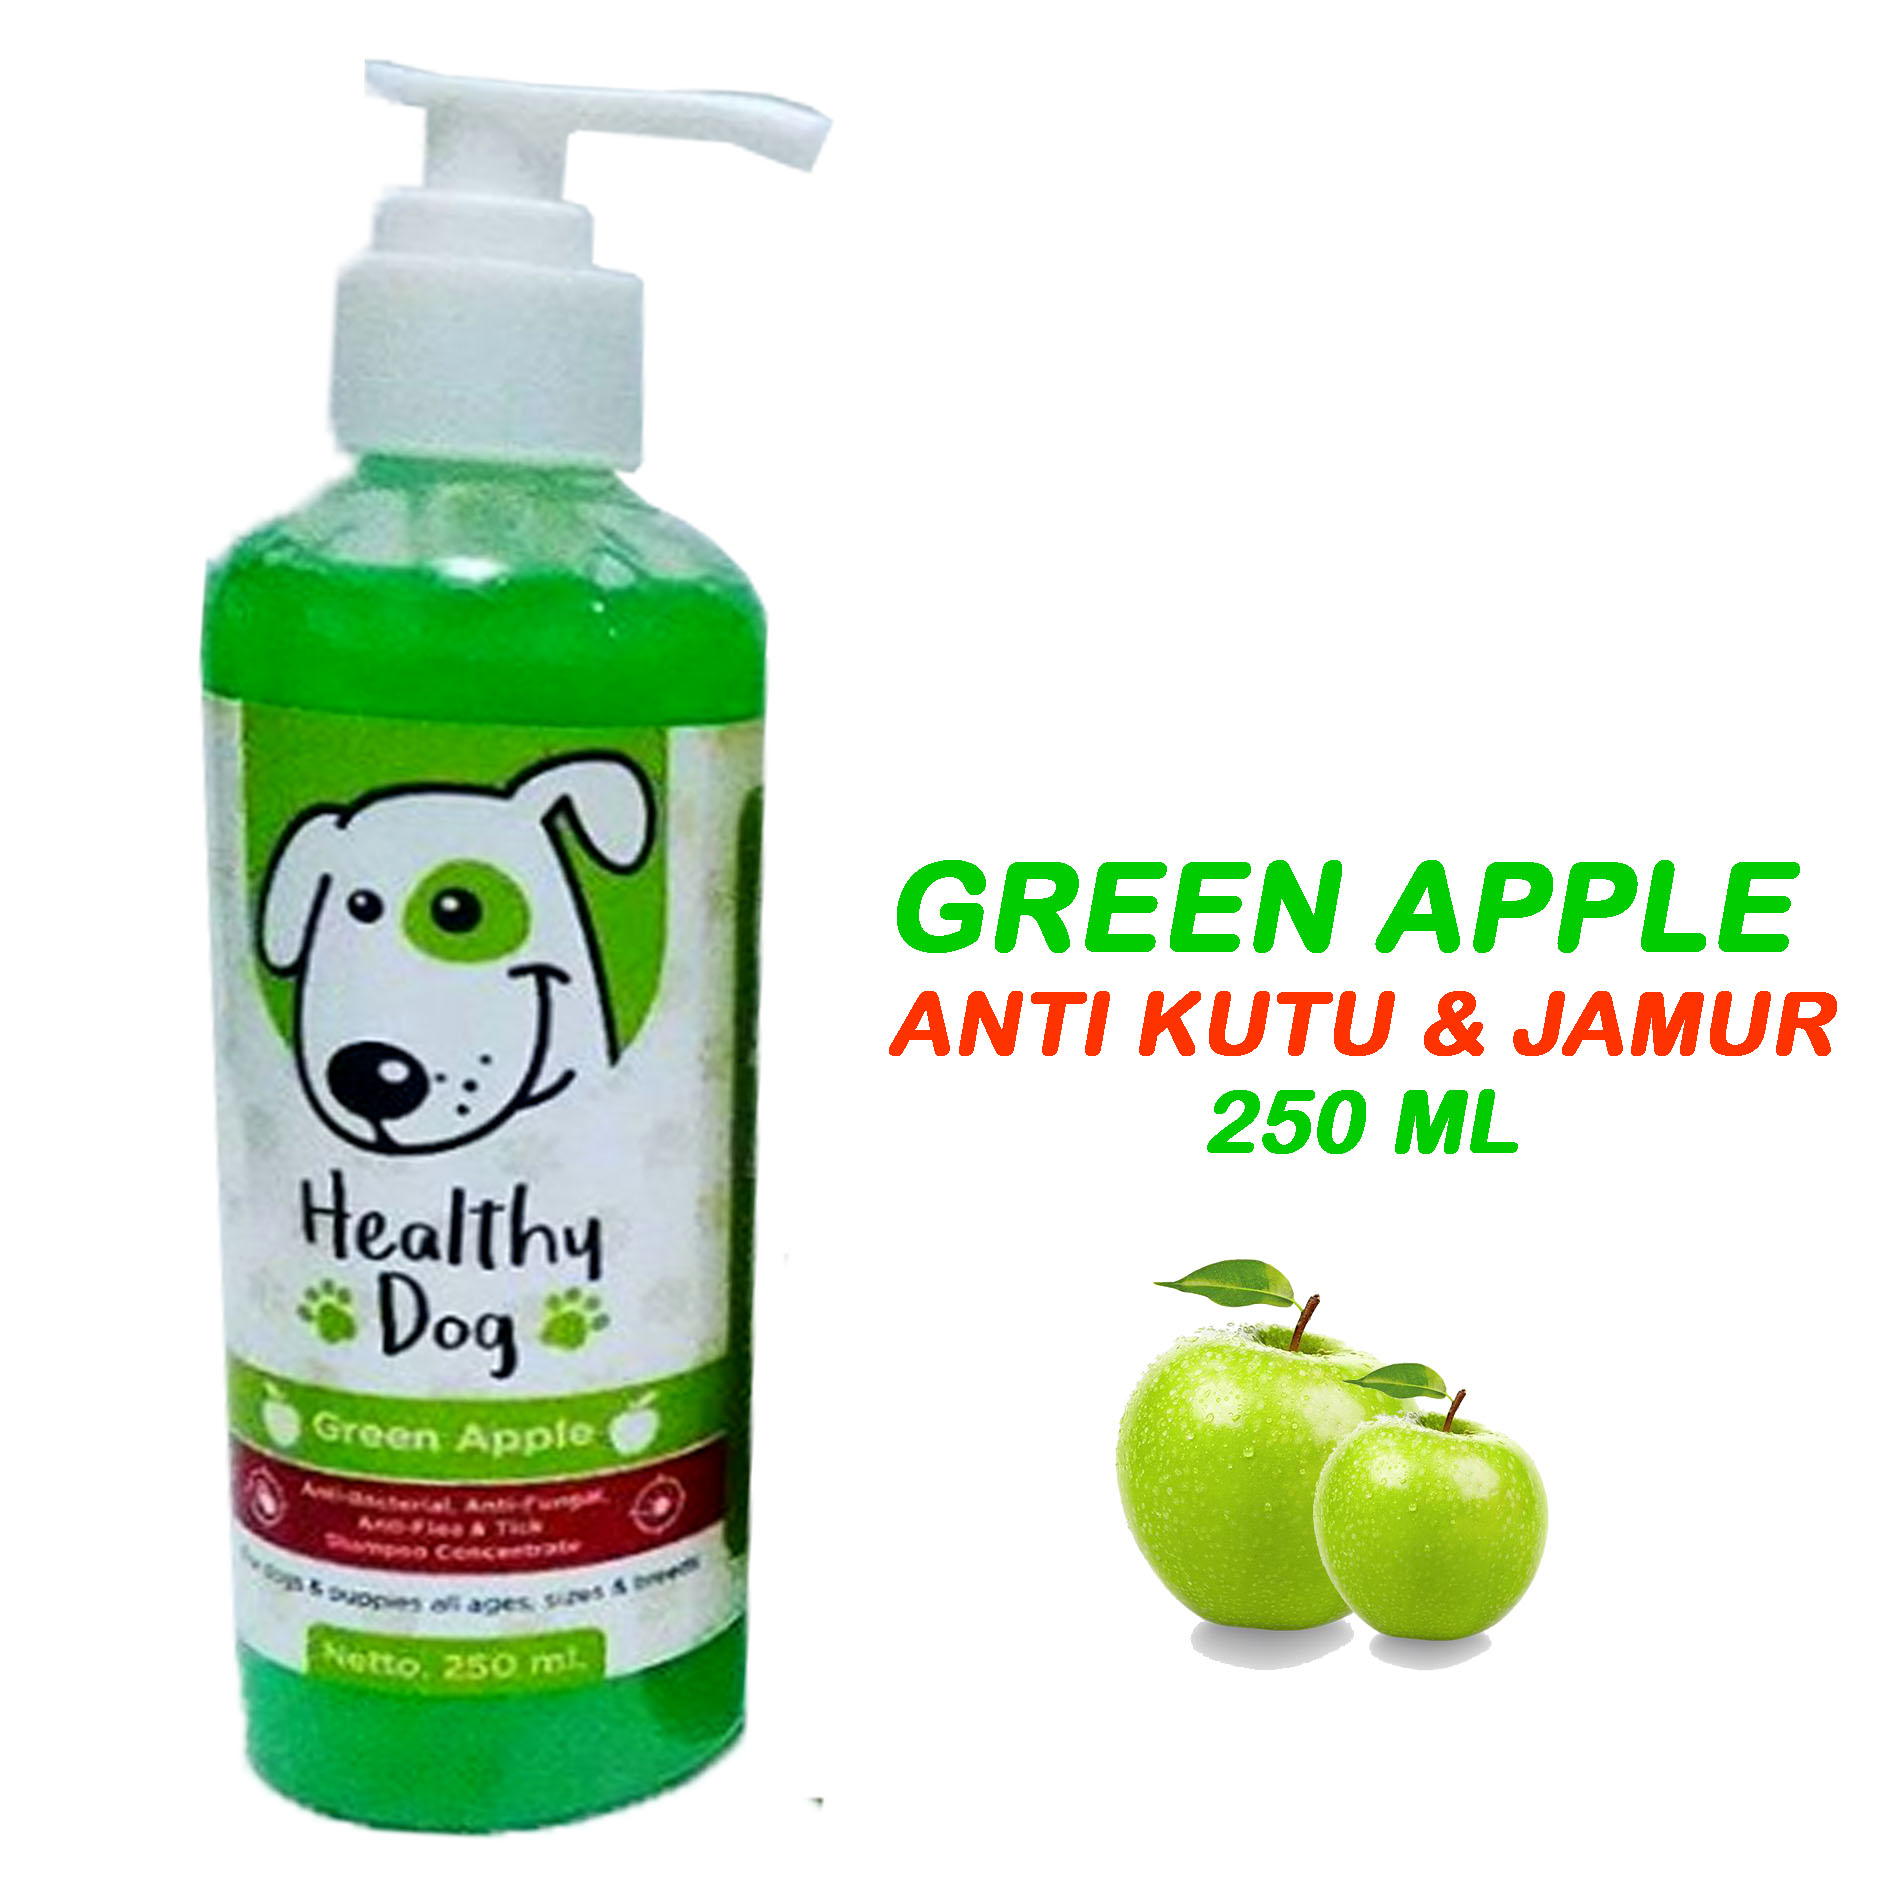 Healthy
Dog
Green Apple
Anti-Bacterial, Anti-Fungal,
Anti-Flea & Tick
Shampoo Concentrate
dogs & puppies all ages, sizes & breeds
Netto. 250 ml.
GREEN APPLE
ANTI KUTU & JAMUR
250 ML